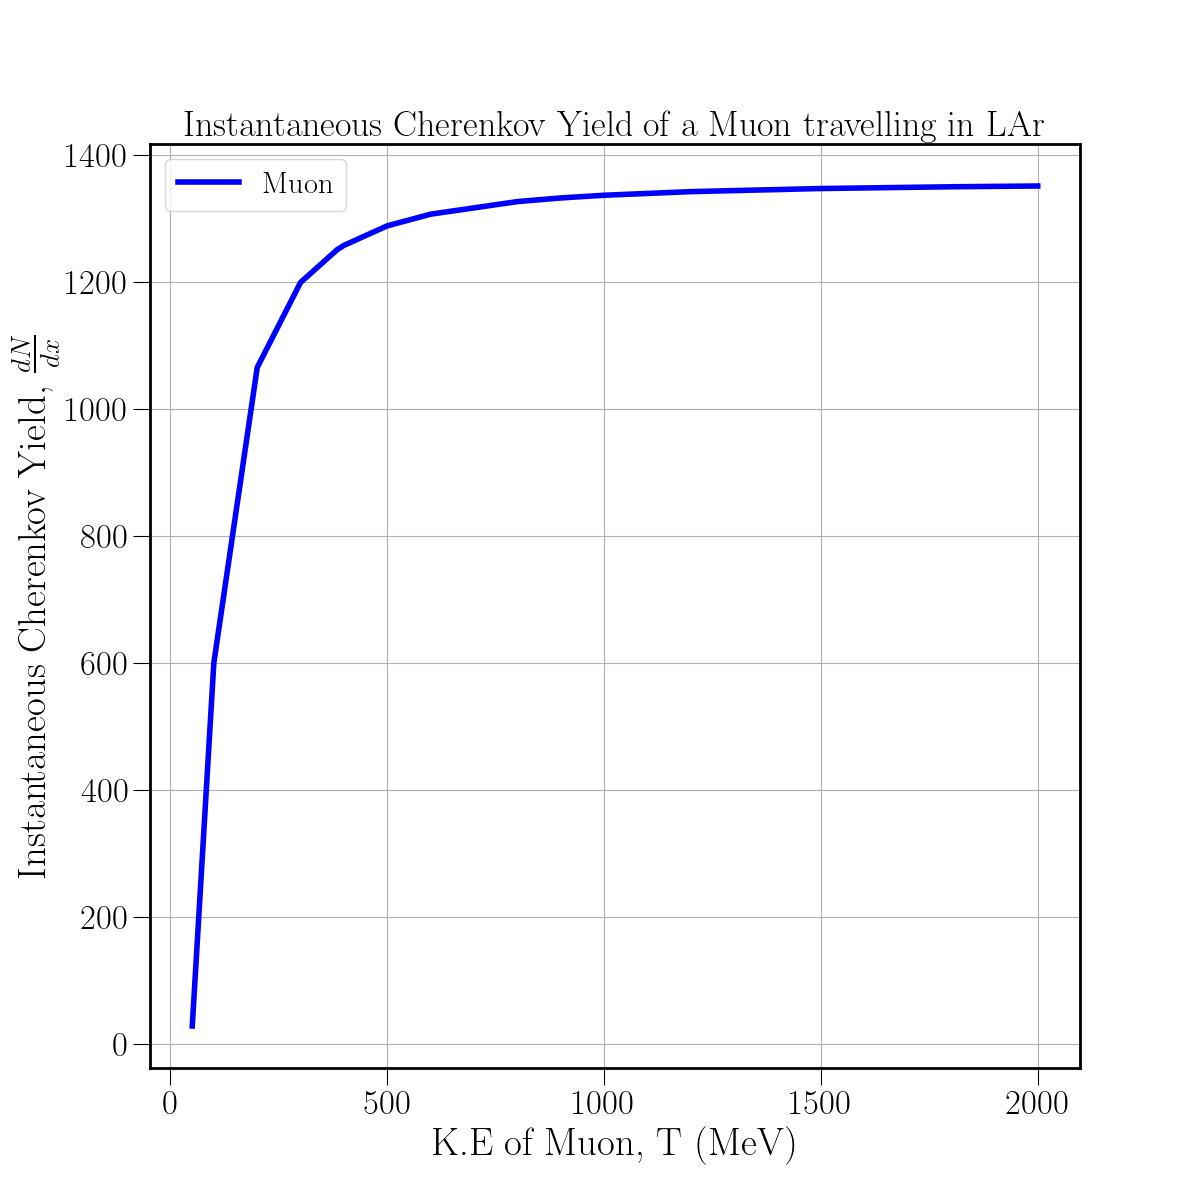 Instantaneous Cherenkov Yield of a Muon travelling in LAr
Muon
1400
1200
1000
800
600
400
200
0
Instantaneous Cherenkov Yield, dN/dx
0 500 1000 1500 2000
K.E of Muon, T (MeV)